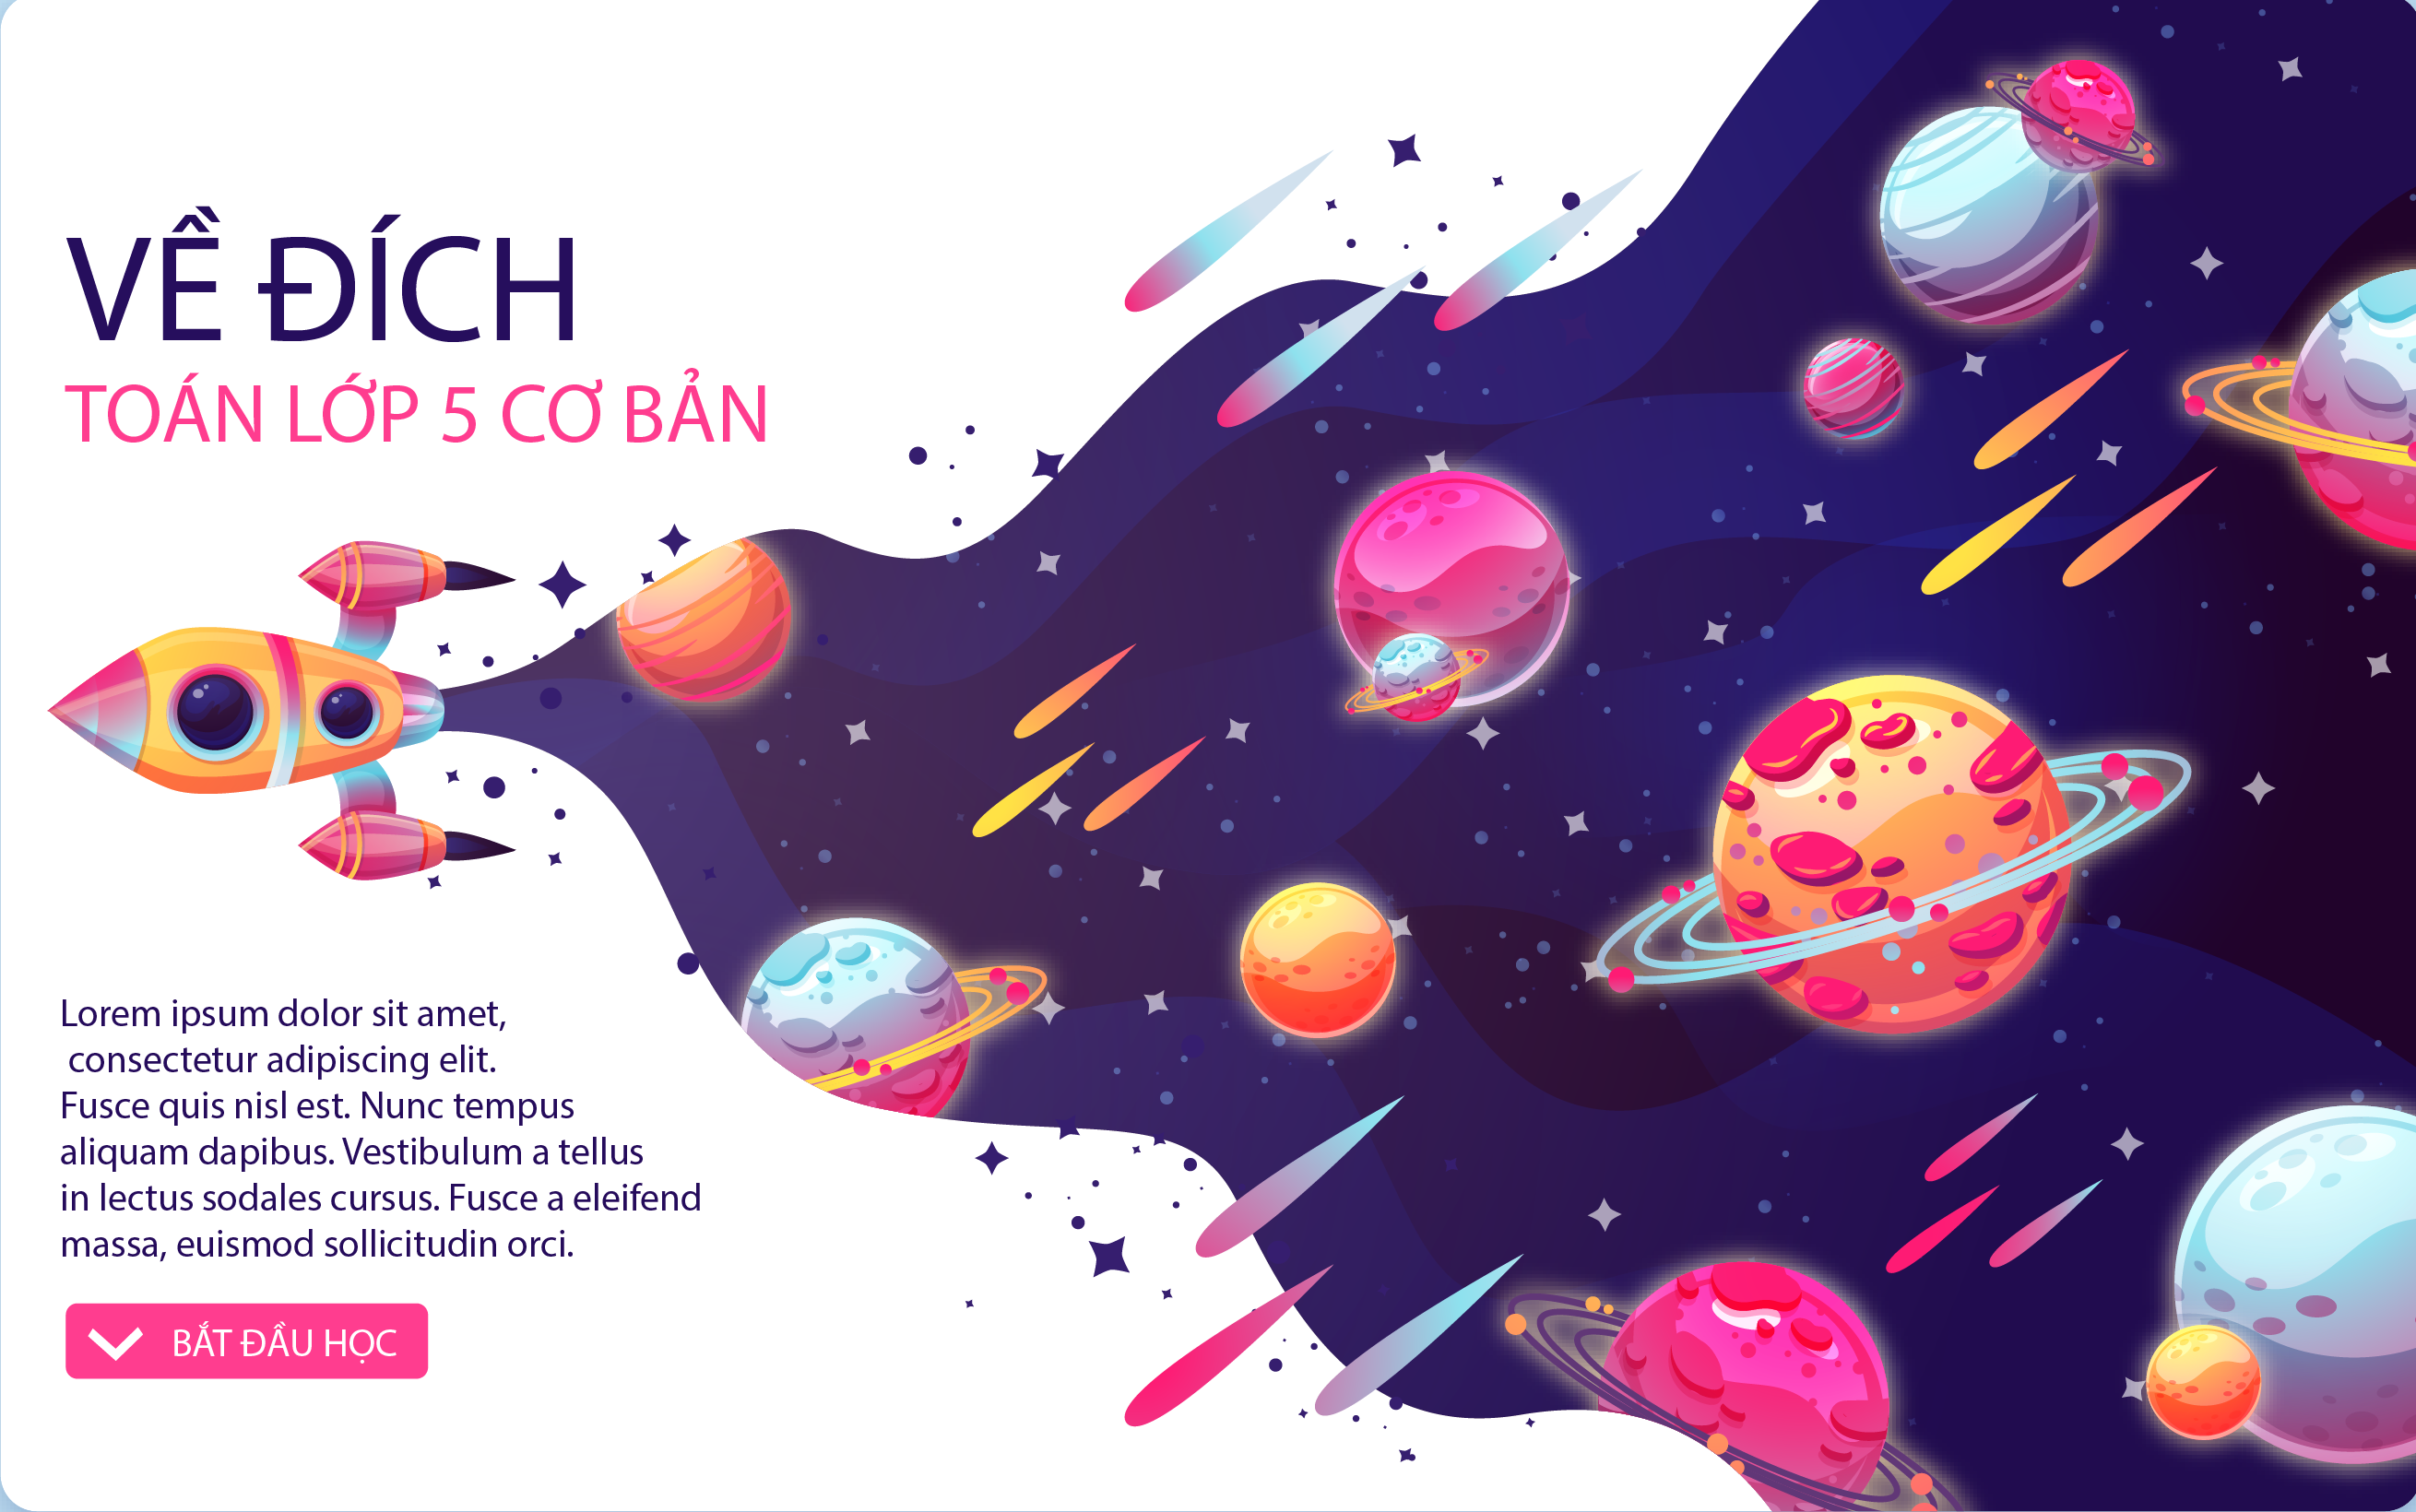 VỀ ĐÍCH
TOÁN LỚP 5 CƠ BẢN
Lorem ipsum dolor sit amet,
consectetur adipiscing elit.
Fusce quis nisl est. Nunc tempus
aliquam dapibus. Vestibulum a tellus
in lectus sodales cursus. Fusce a eleifend
massa, euismod sollicitudin orci.
BẮT ĐẦU HỌC